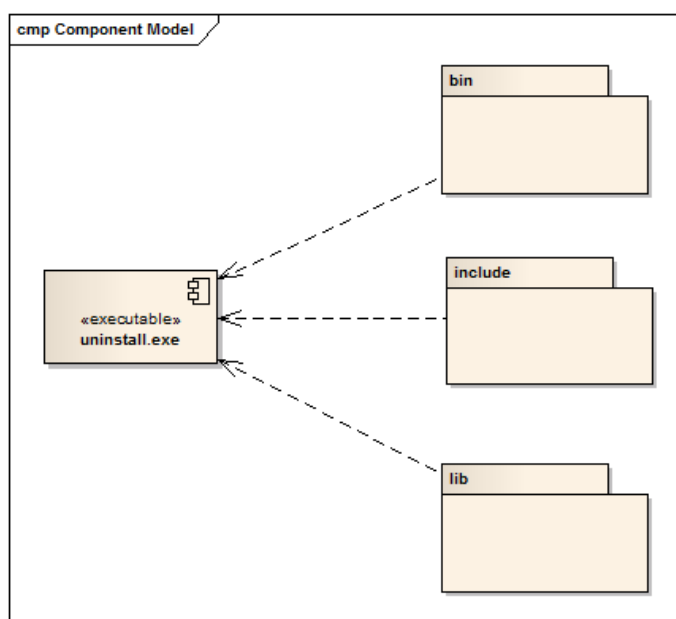 cmp Component Model
bin
include
«executable»
uninstall.exe
lib